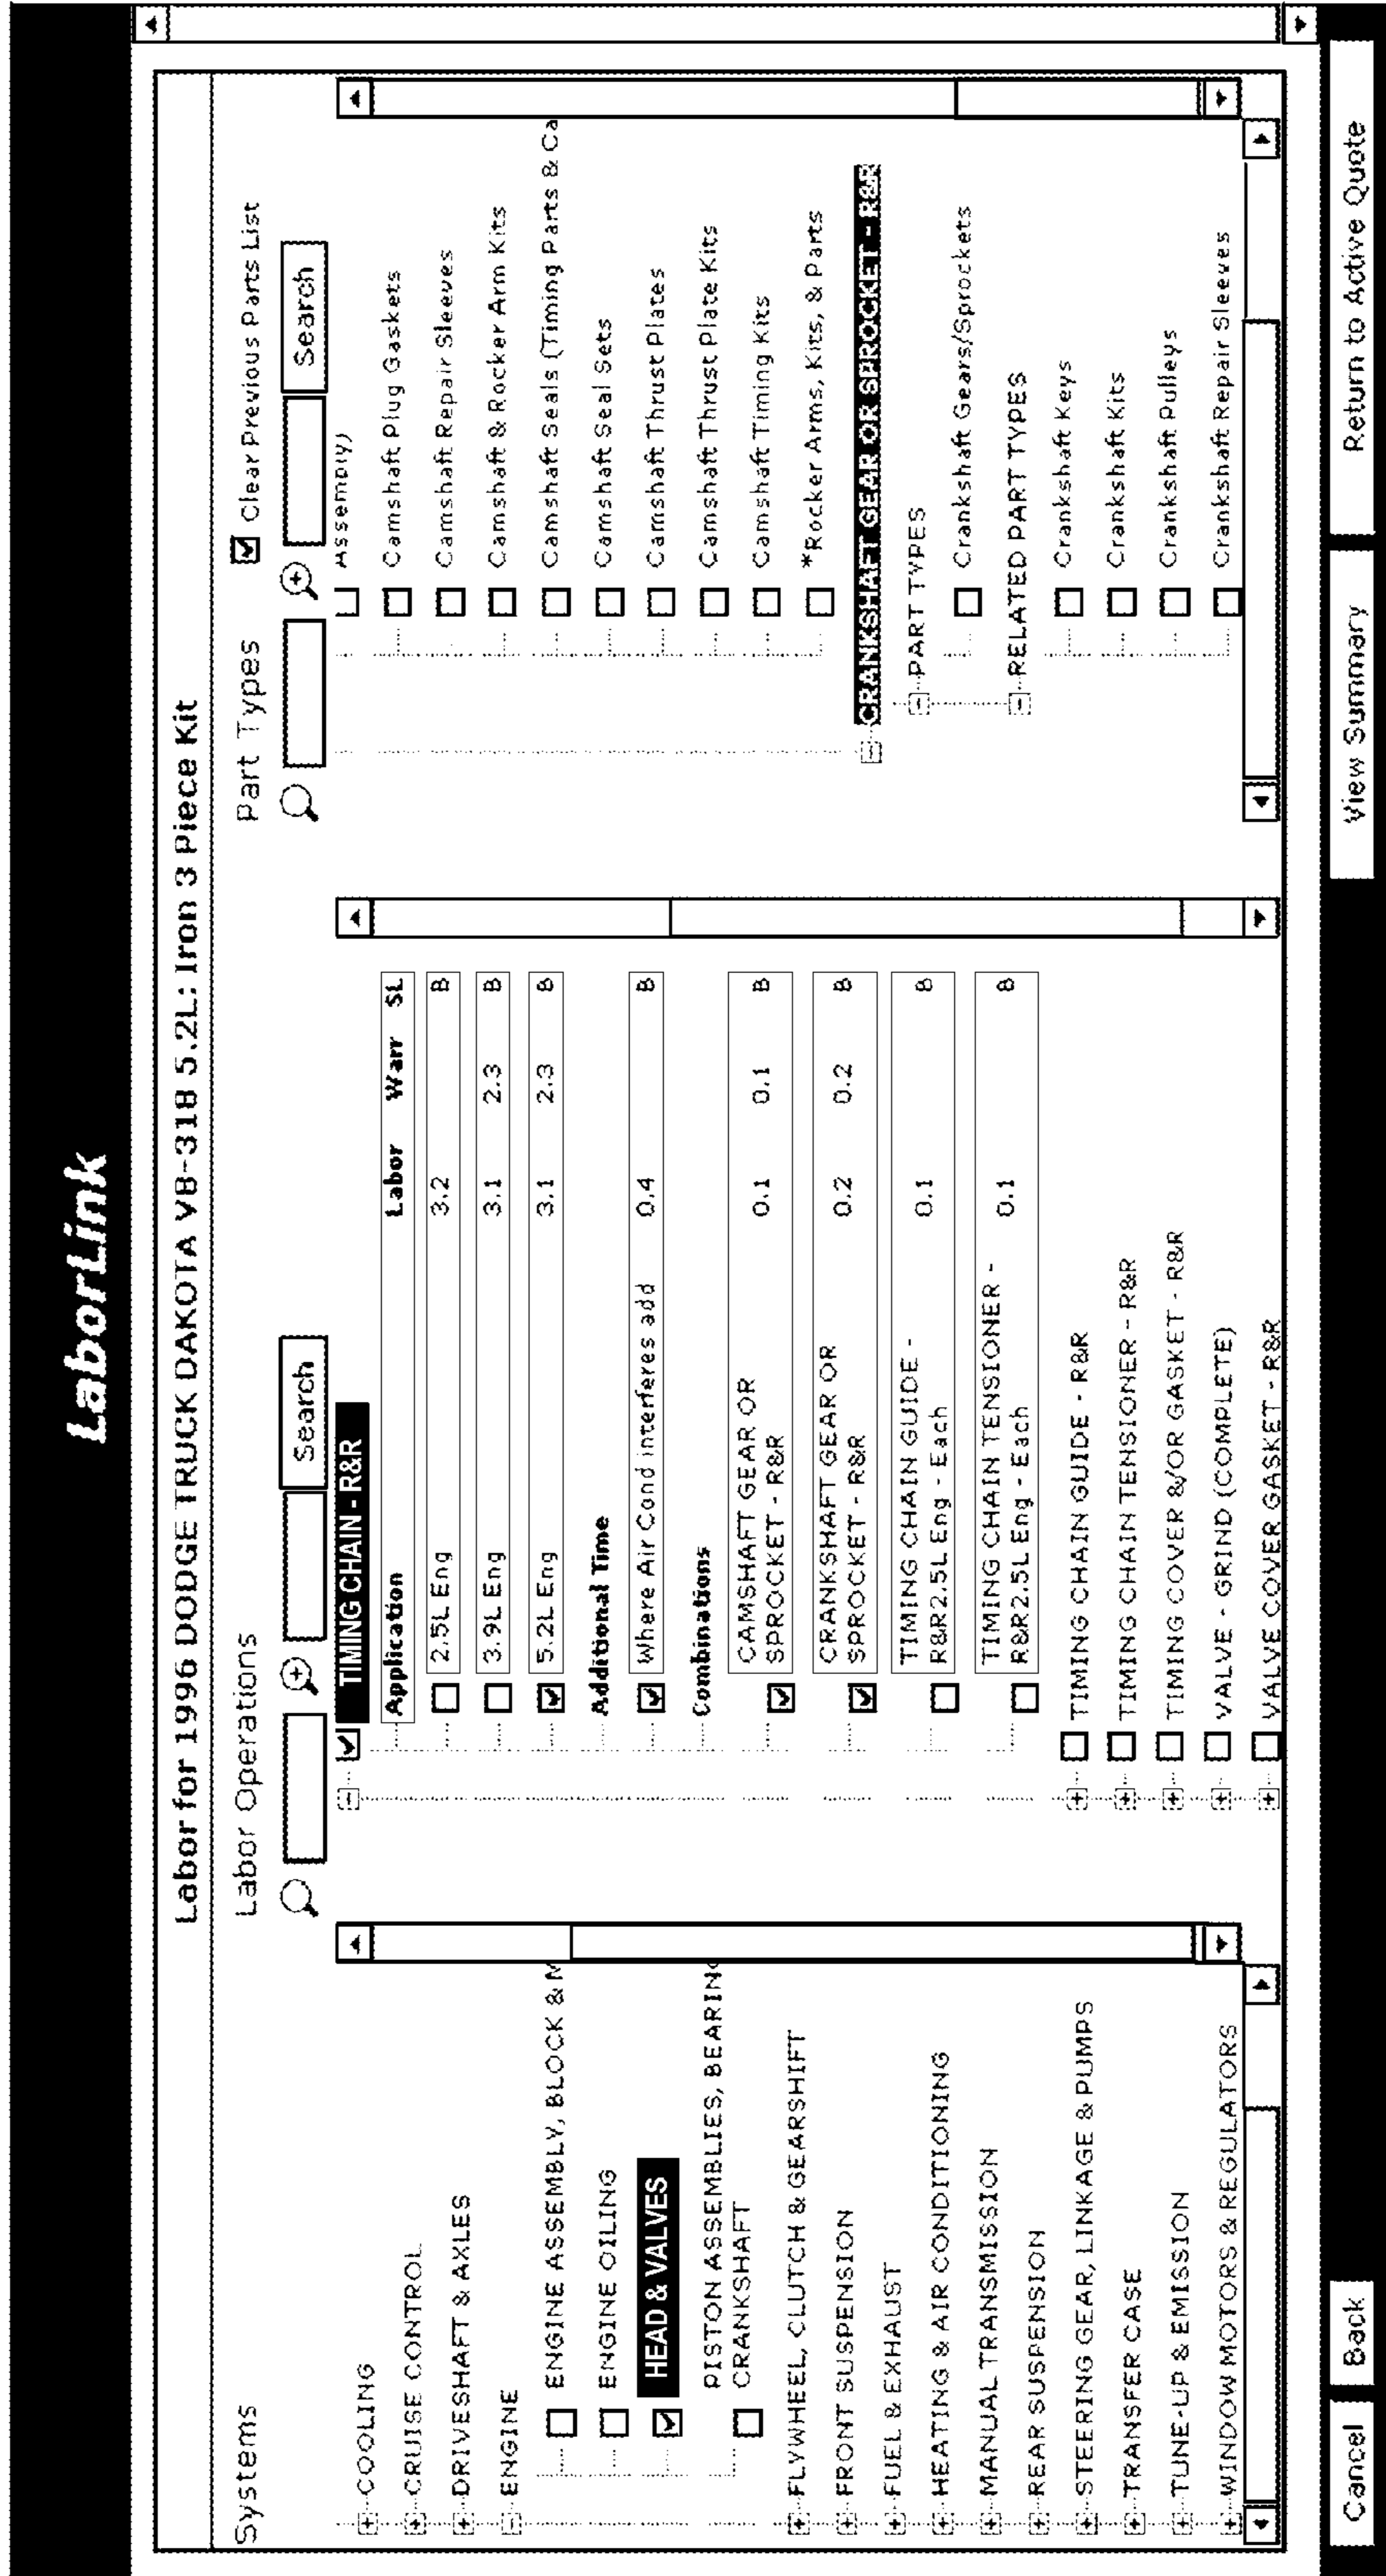 LaborLink
Labor for 1996 DODGE TRUCK DAKOTA V8-318 5.2L: Iron 3 Piece Kit
Systems
COOLING
CRUISE CONTROL
DRIVESHAFT & AXLES
ENGINE
ENGINE ASSEMBLY, BLOCK & M
ENGINE OILING
HEAD & VALVES
PISTON ASSEMBLIES, BEARING
CRANKSHAFT
FLYWHEEL, CLUTCH & GEARSHIFT
FRONT SUSPENSION
FUEL & EXHAUST
HEATING & AIR CONDITIONING
MANUAL TRANSMISSION
REAR SUSPENSION
STEERING GEAR, LINKAGE & PUMPS
TRANSFER CASE
TUNE-UP & EMISSION
WINDOW MOTORS & REGULATORS
Labor Operations
Search
TIMING CHAIN - R&R
Application Labor Warr SL
2.5L Eng 3.2 B
3.9L Eng 3.1 2.3 B
5.2L Eng 3.1 2.3 B
Additional Time
Where Air Cond interferes add 0.4 B
Combinations
CAMSHAFT GEAR OR
SPROCKET - R&R 0.1 0.1 B
CRANKSHAFT GEAR OR
SPROCKET - R&R 0.2 0.2 B
TIMING CHAIN GUIDE -
R&R2.5L Eng - Each 0.1 B
TIMING CHAIN TENSIONER -
R&R2.5L Eng - Each 0.1 B
TIMING CHAIN GUIDE - R&R
TIMING CHAIN TENSIONER - R&R
TIMING COVER &/OR GASKET - R&R
VALVE - GRIND (COMPLETE)
VALVE COVER GASKET - R&R
Part Types
Clear Previous Parts List
Search
Assembly)
Camshaft Plug Gaskets
Camshaft Repair Sleeves
Camshaft & Rocker Arm Kits
Camshaft Seals (Timing Parts & Ca
Camshaft Seal Sets
Camshaft Thrust Plates
Camshaft Thrust Plate Kits
Camshaft Timing Kits
*Rocker Arms, Kits, & Parts
CRANKSHAFT GEAR OR SPROCKET - R&R
PART TYPES
Crankshaft Gears/Sprockets
RELATED PART TYPES
Crankshaft Keys
Crankshaft Kits
Crankshaft Pulleys
Crankshaft Repair Sleeves
Cancel
Back
View Summary
Return to Active Quote